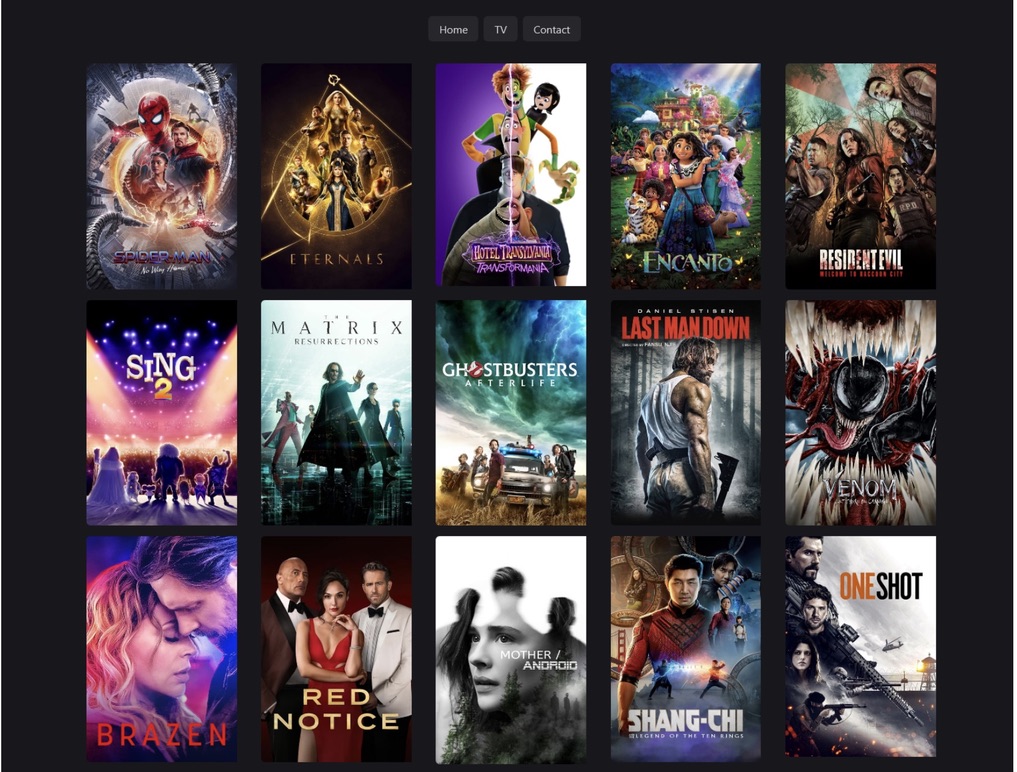 Home TV Contact
SPIDER-MAN
No Way Home
ETERNALS
HOTEL TRANSYLVANIA
TRANSFORMANIA
ENCANTO
R.P.D.
RESIDENT EVIL
WELCOME TO RACCOON CITY
SING
2
THE
MATRIX
RESURRECTIONS
GHOSTBUSTERS
AFTERLIFE
DANIEL STISEN
LAST MAN DOWN
VENOM
BRAZEN
RED
NOTICE
MOTHER /
ANDROID
SHANG-CHI
LEGEND OF THE TEN RINGS
ONE SHOT